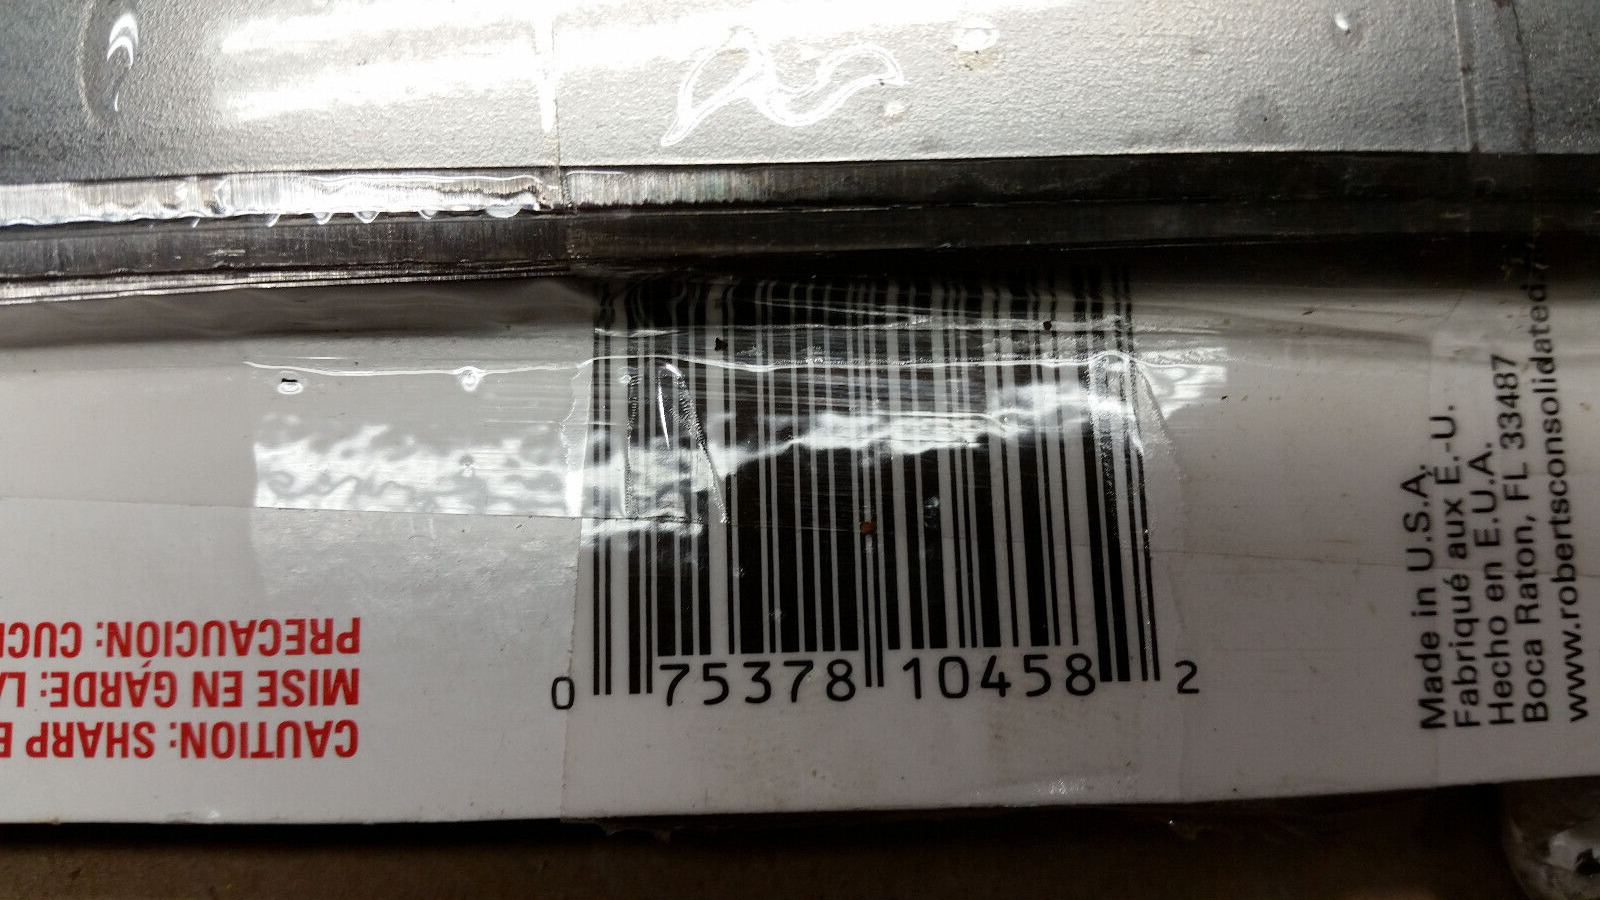 CAUTION: SHARP
MISE EN GARDE:
PRECAUCIÓN:
0 75378 10458 2
Made in U.S.A.
Fabriqué aux É.-U.
Hecho en E.U.A.
Boca Raton, FL 33487
www.robertsconsolidated